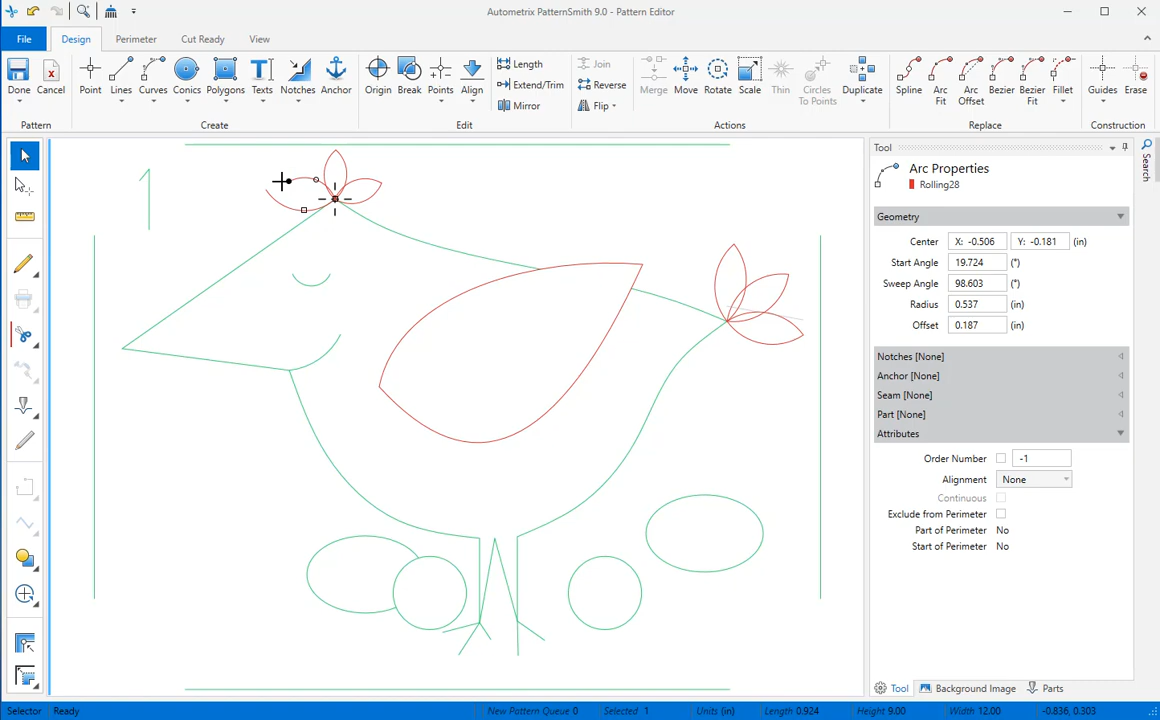 Autometrix PatternSmith 9.0 - Pattern Editor
File Design Perimeter Cut Ready View
Done Cancel Point Lines Curves Conics Polygons Texts Notches Anchor Origin Break Points Align Length Extend/Trim Mirror Join Reverse Flip Merge Move Rotate Scale Thin Circles To Points Duplicate Spline Arc Fit Arc Offset Bezier Bezier Fit Fillet Guides Erase
Pattern Create Edit Actions Replace Construction
1
Tool
Search
Arc Properties
Rolling28
Geometry
Center X: -0.506 Y: -0.181 (in)
Start Angle 19.724 (°)
Sweep Angle 98.603 (°)
Radius 0.537 (in)
Offset 0.187 (in)
Notches [None]
Anchor [None]
Seam [None]
Part [None]
Attributes
Order Number -1
Alignment None
Continuous
Exclude from Perimeter
Part of Perimeter No
Start of Perimeter No
Tool Background Image Parts
Selector Ready New Pattern Queue 0 Selected 1 Units (in) Length 0.924 Height 9.00 Width 12.00 -0.836, 0.303